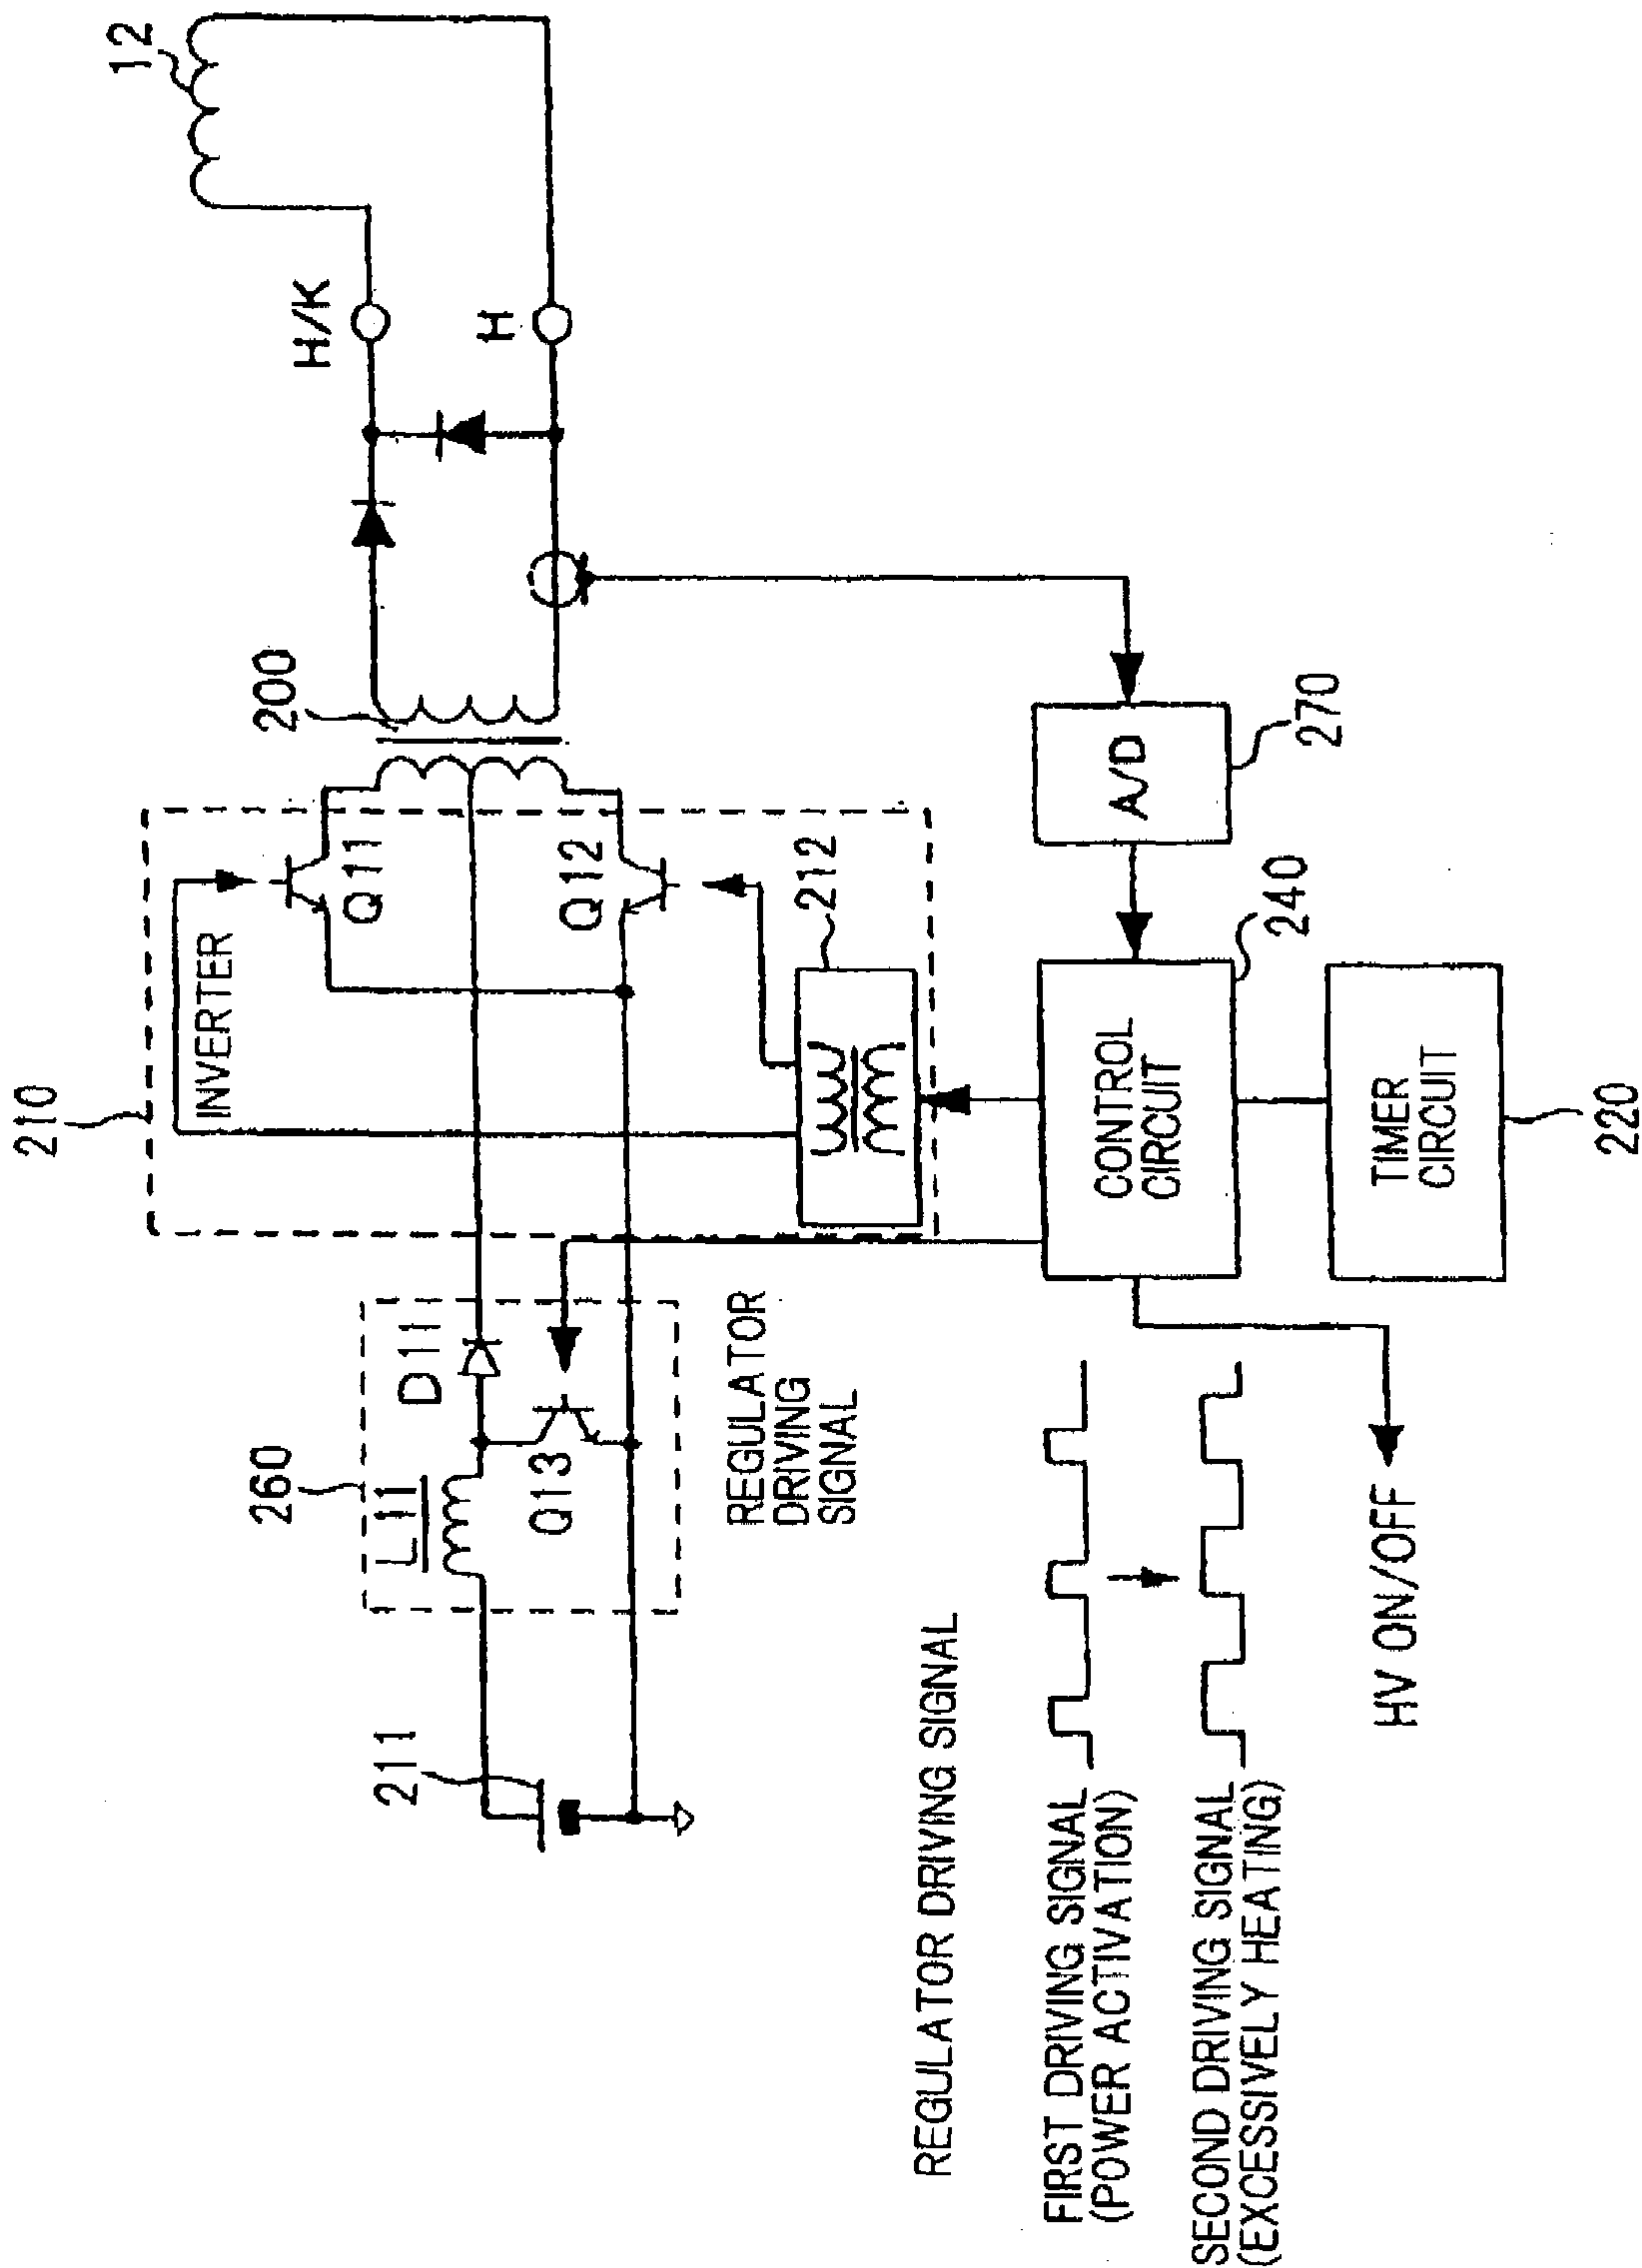 210
INVERTER
Q11
Q12
212
200
H/K
H
12
260
L11
D11
Q13
211
REGULATOR
DRIVING
SIGNAL
A/D
270
CONTROL
CIRCUIT
240
TIMER
CIRCUIT
220
REGULATOR DRIVING SIGNAL
FIRST DRIVING SIGNAL
(POWER ACTIVATION)
SECOND DRIVING SIGNAL
(EXCESSIVELY HEATING)
HV ON/OFF